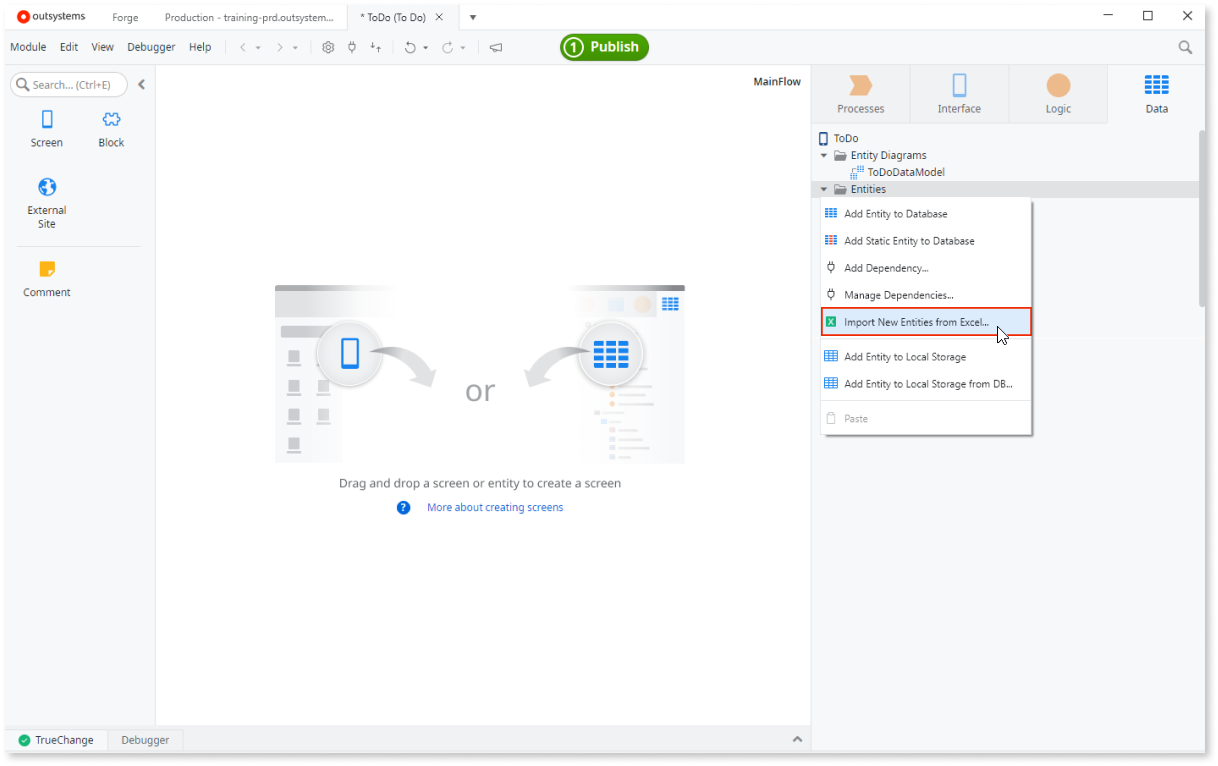 outsystems
Forge
Production - training-prd.outsystem...
* ToDo (To Do)
Module Edit View Debugger Help
1 Publish
Search... (Ctrl+E)
Screen
Block
External
Site
Comment
MainFlow
or
Drag and drop a screen or entity to create a screen
? More about creating screens
Processes
Interface
Logic
Data
ToDo
Entity Diagrams
ToDoDataModel
Entities
Add Entity to Database
Add Static Entity to Database
Add Dependency...
Manage Dependencies...
Import New Entities from Excel...
Add Entity to Local Storage
Add Entity to Local Storage from DB...
Paste
TrueChange
Debugger